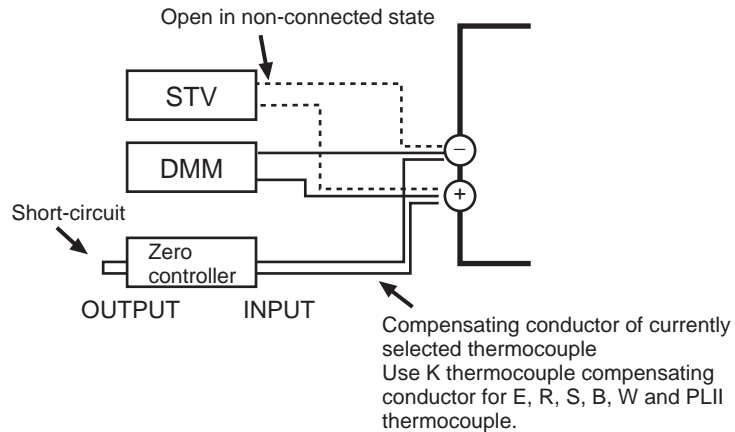 Open in non-connected state
STV
−
DMM
+
Short-circuit
Zero
controller
OUTPUT
INPUT
Compensating conductor of currently
selected thermocouple
Use K thermocouple compensating
conductor for E, R, S, B, W and PLII
thermocouple.